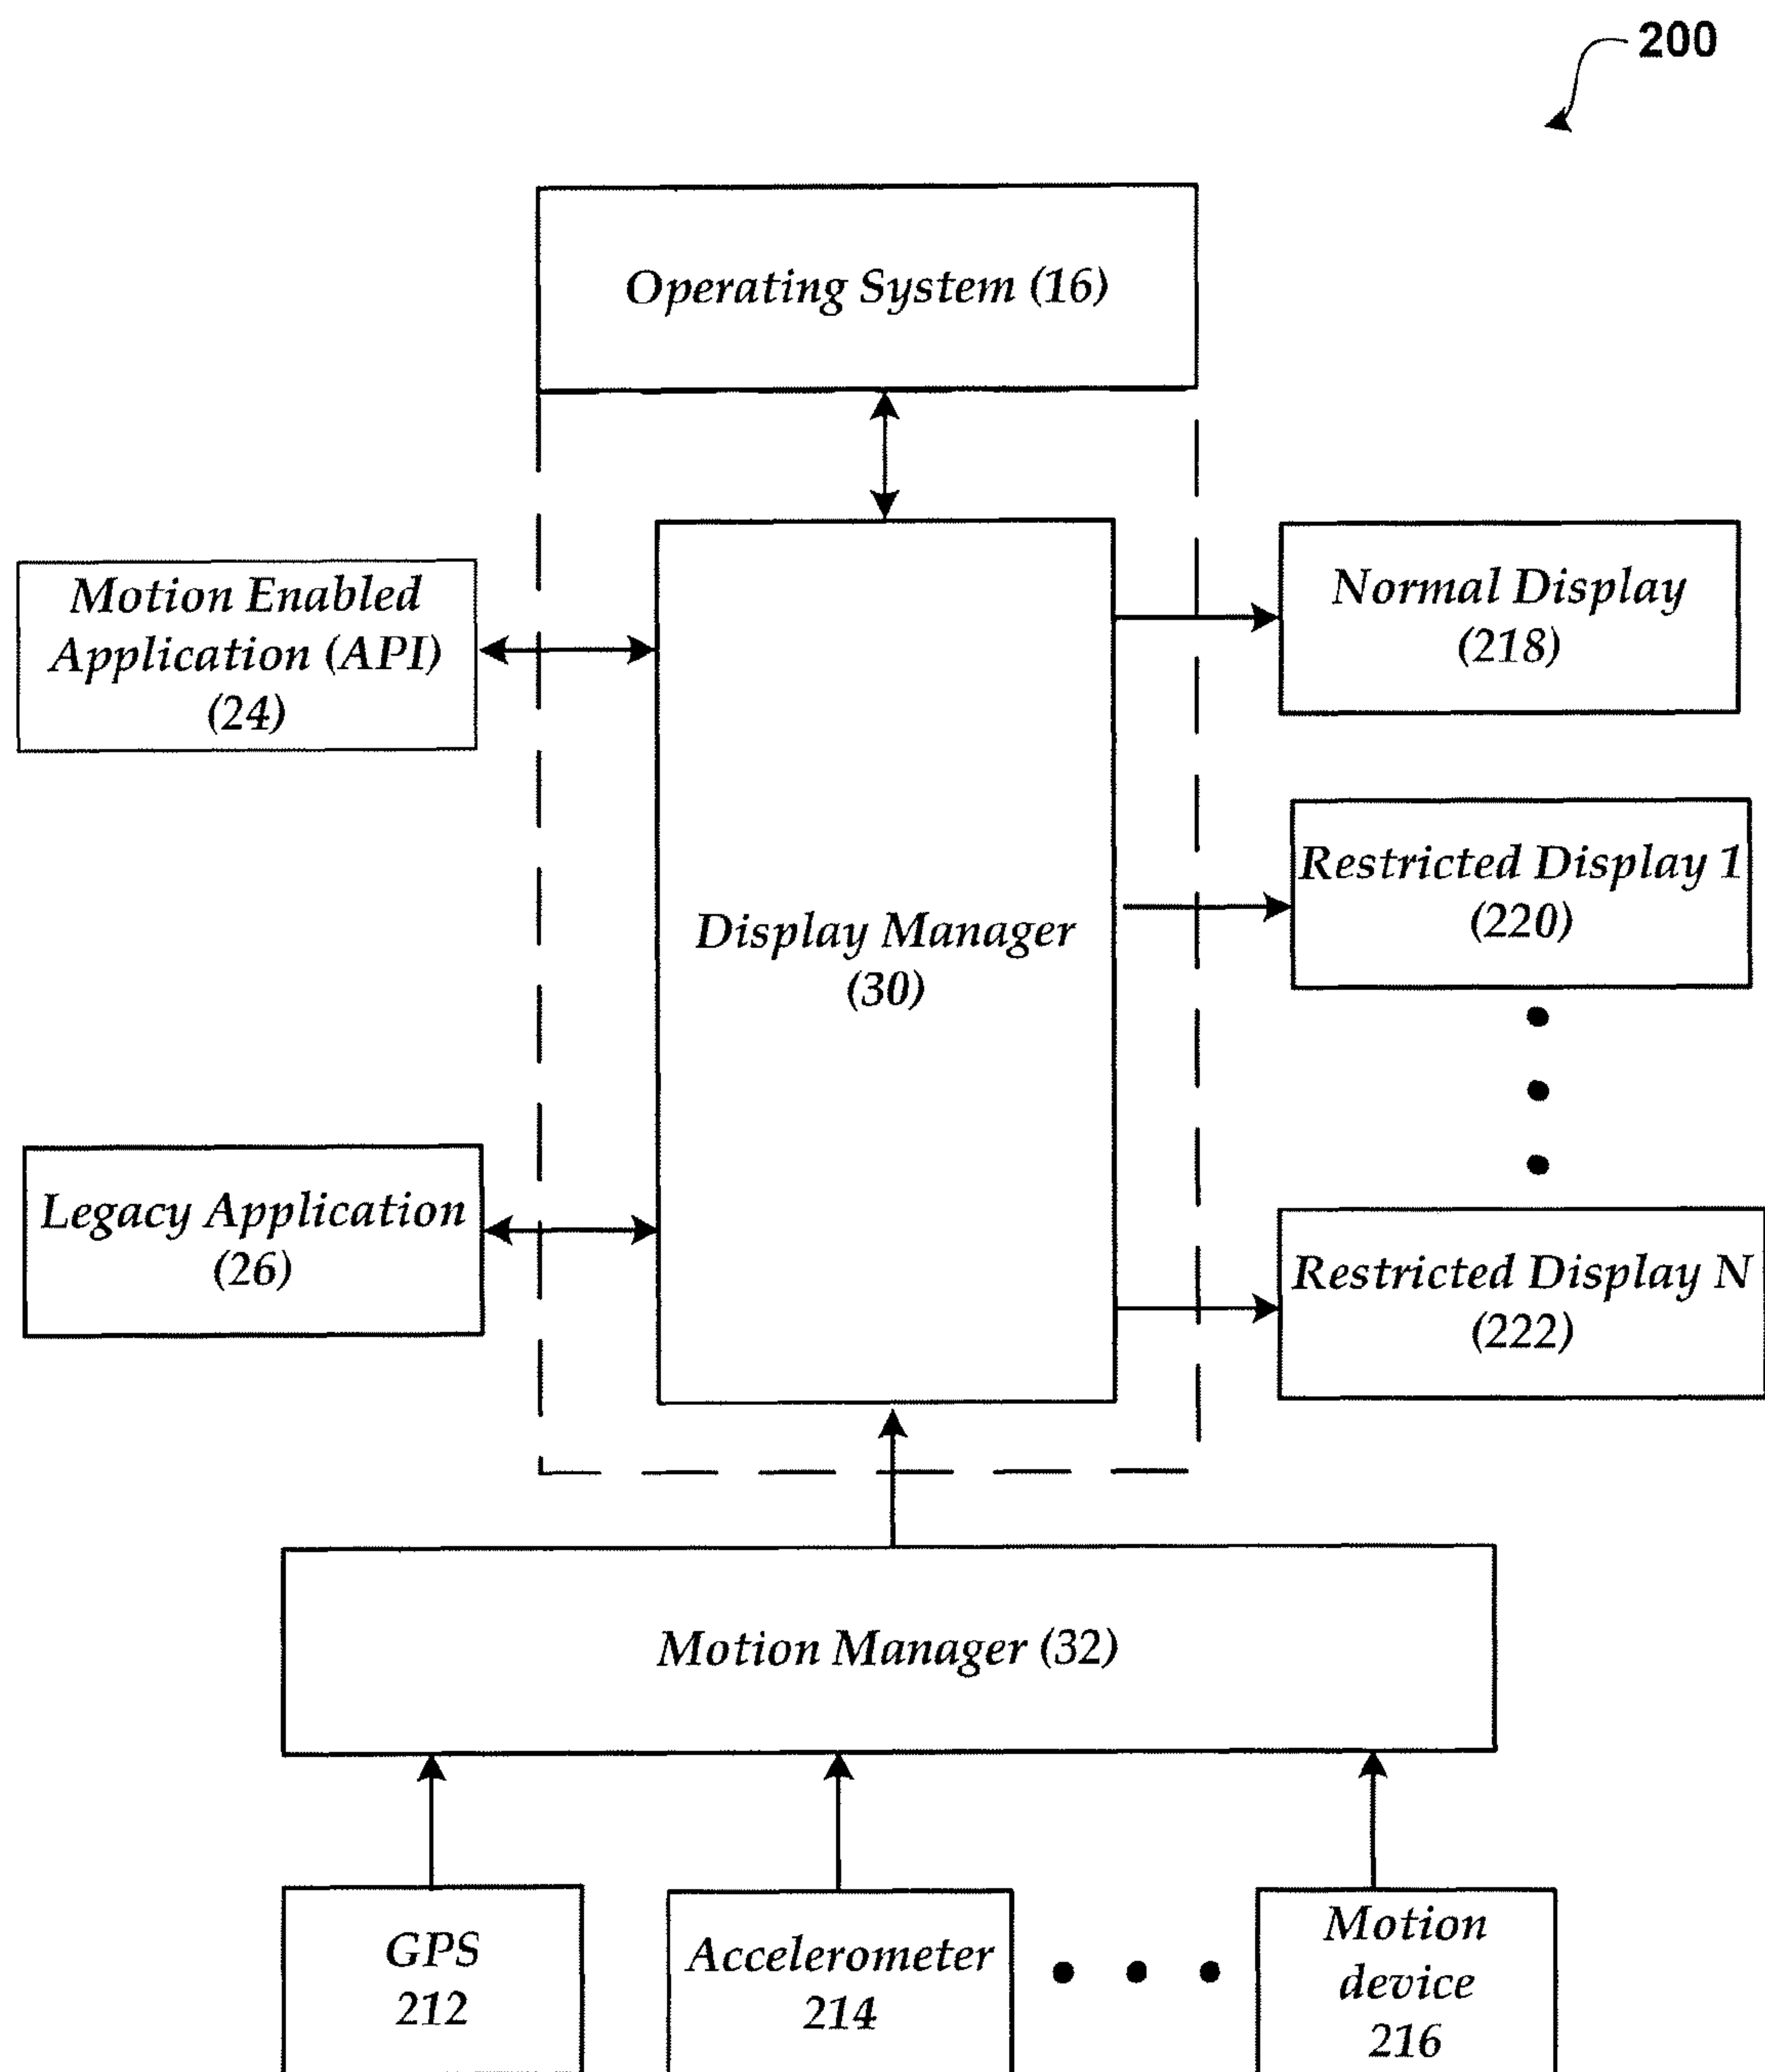 200
Operating System (16)
Motion Enabled
Application (API)
(24)
Normal Display
(218)
Restricted Display 1
(220)
Display Manager
(30)
Legacy Application
(26)
Restricted Display N
(222)
Motion Manager (32)
GPS
212
Accelerometer
214
Motion
device
216